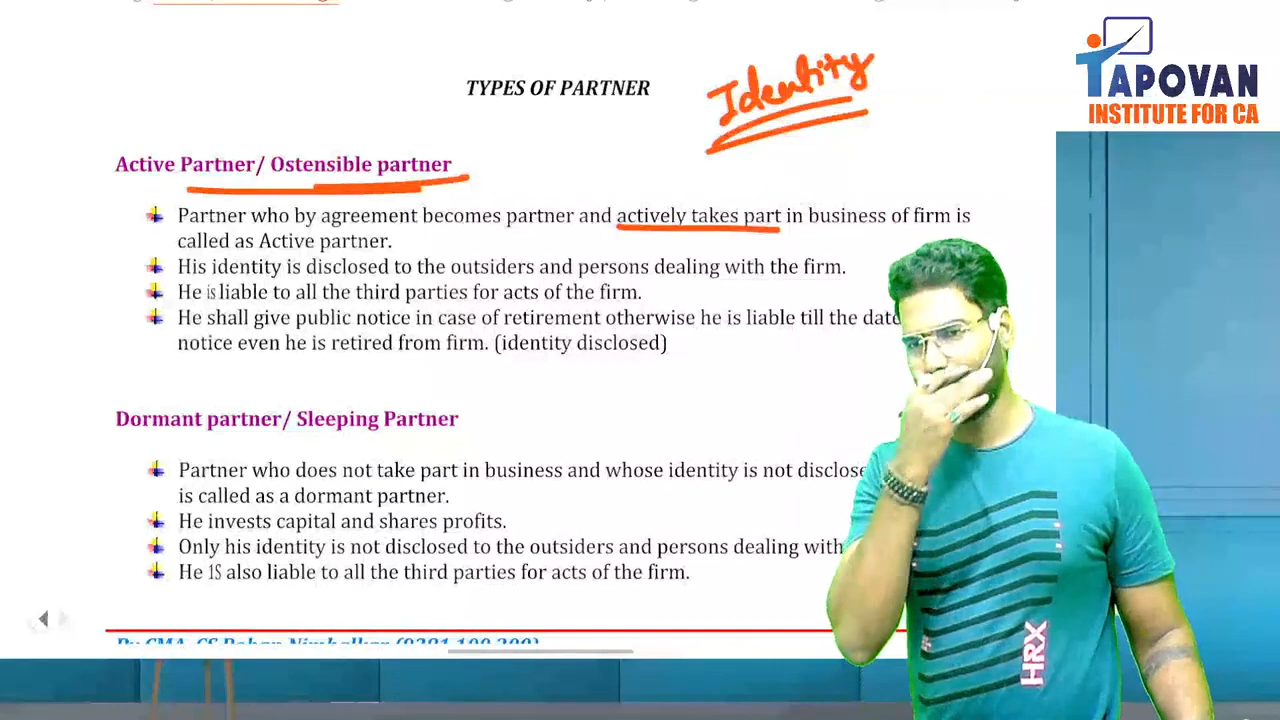 TYPES OF PARTNER
Identity
TAPOVAN
INSTITUTE FOR CA
Active Partner/ Ostensible partner
Partner who by agreement becomes partner and actively takes part in business of firm is
called as Active partner.
His identity is disclosed to the outsiders and persons dealing with the firm.
He is liable to all the third parties for acts of the firm.
He shall give public notice in case of retirement otherwise he is liable till the date
notice even he is retired from firm. (identity disclosed)
Dormant partner/ Sleeping Partner
Partner who does not take part in business and whose identity is not disclose
is called as a dormant partner.
He invests capital and shares profits.
Only his identity is not disclosed to the outsiders and persons dealing with
He is also liable to all the third parties for acts of the firm.
HRX